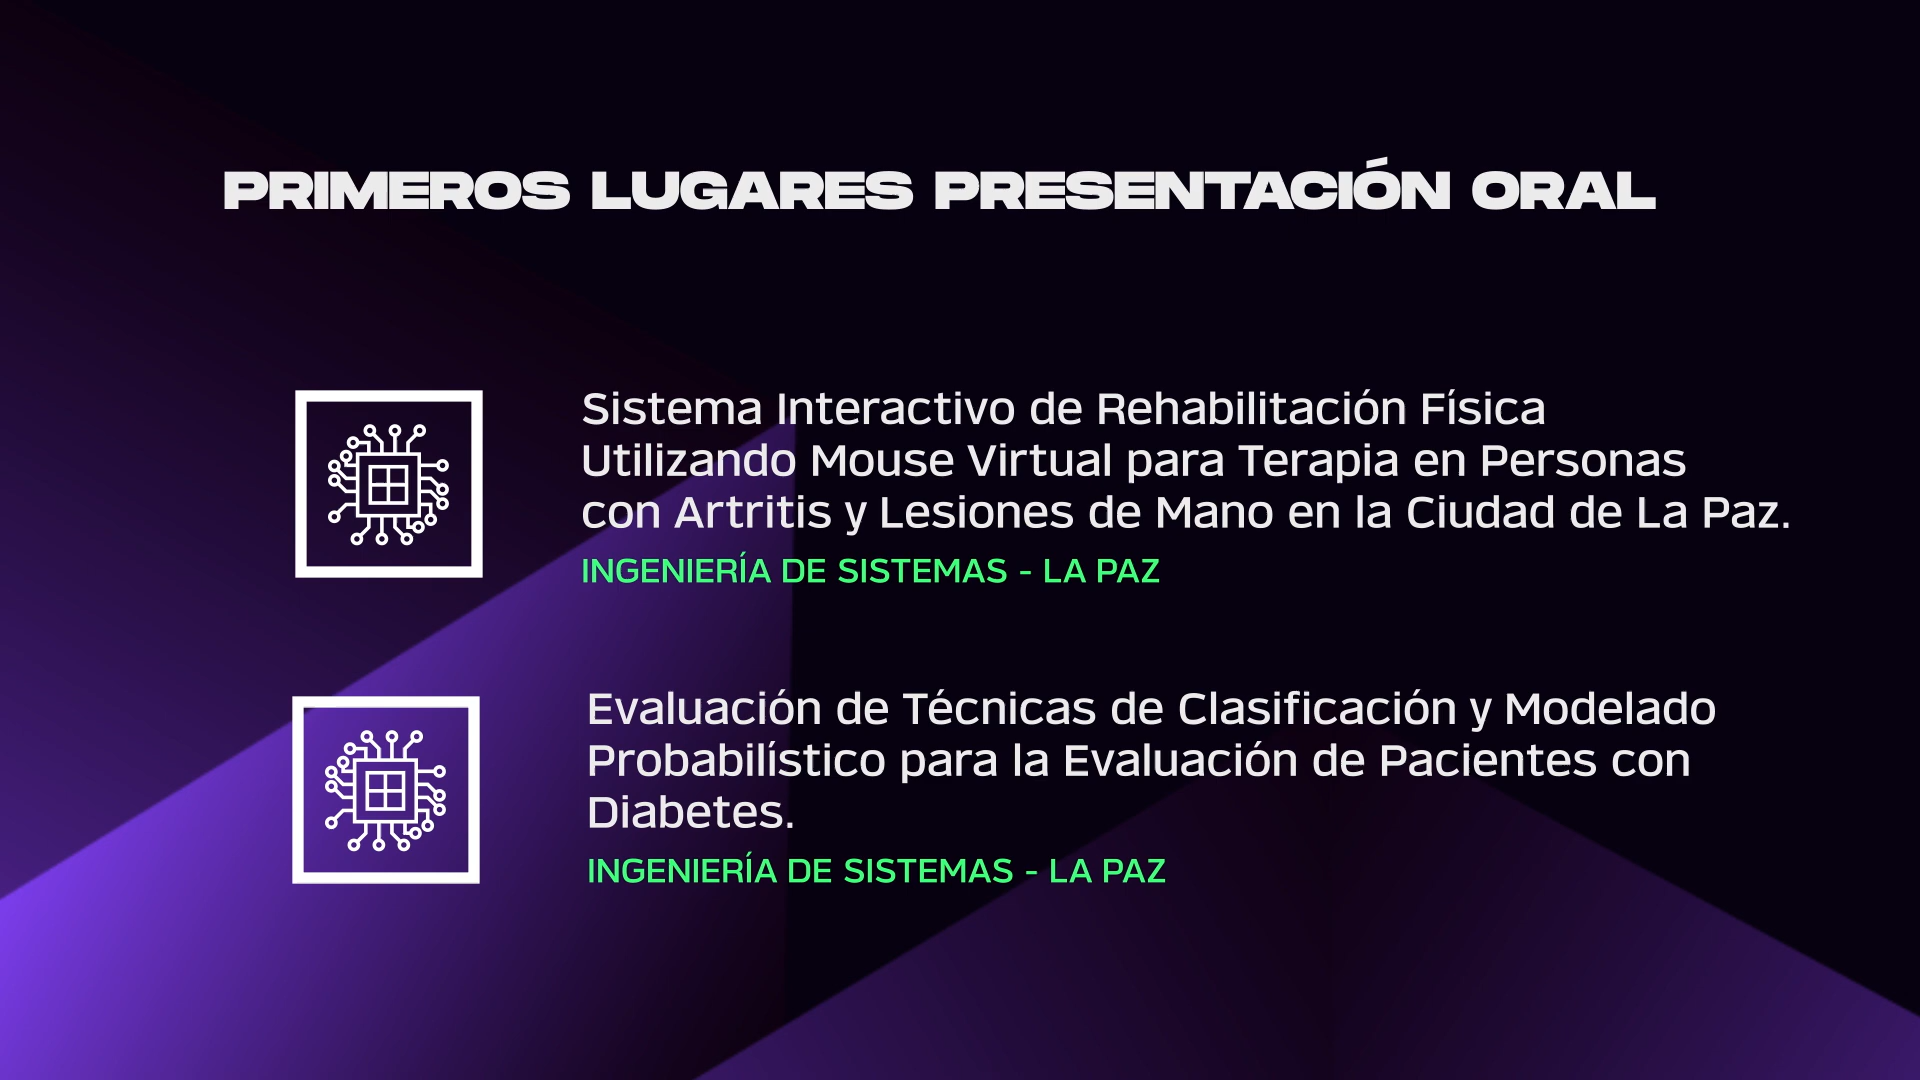 PRIMEROS LUGARES PRESENTACIÓN ORAL
Sistema Interactivo de Rehabilitación Física
Utilizando Mouse Virtual para Terapia en Personas
con Artritis y Lesiones de Mano en la Ciudad de La Paz.
INGENIERÍA DE SISTEMAS - LA PAZ
Evaluación de Técnicas de Clasificación y Modelado
Probabilístico para la Evaluación de Pacientes con
Diabetes.
INGENIERÍA DE SISTEMAS - LA PAZ